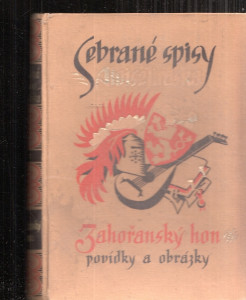 Sebrané spisy
Zahořanský hon
povídky a obrázky